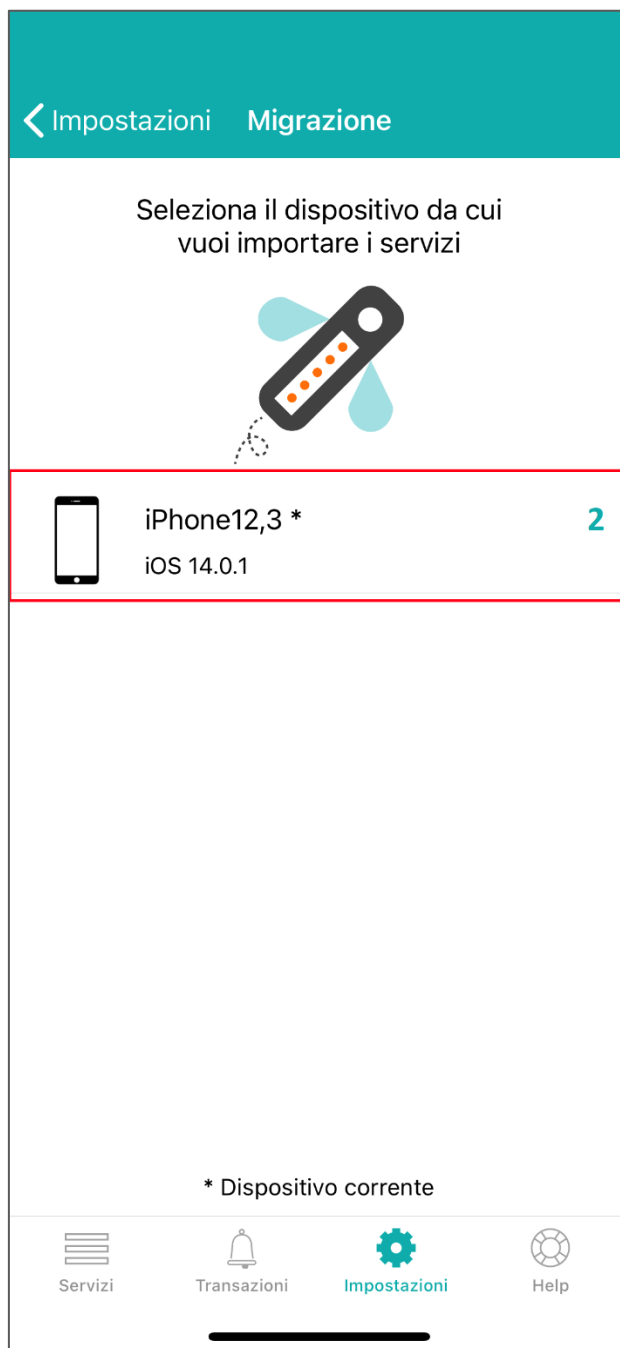 Impostazioni Migrazione
Seleziona il dispositivo da cui
vuoi importare i servizi
iPhone12,3 * 2
iOS 14.0.1
* Dispositivo corrente
Servizi Transazioni Impostazioni Help